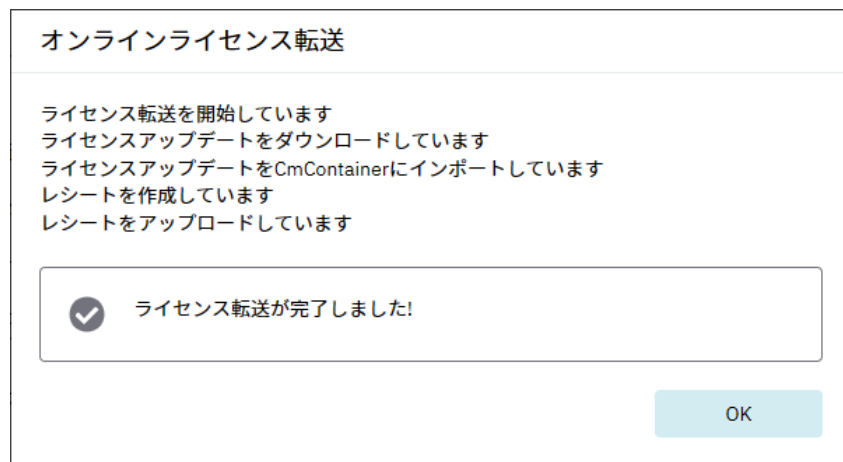 オンラインライセンス転送
ライセンス転送を開始しています
ライセンスアップデートをダウンロードしています
ライセンスアップデートをCmContainerにインポートしています
レシートを作成しています
レシートをアップロードしています
ライセンス転送が完了しました!
OK